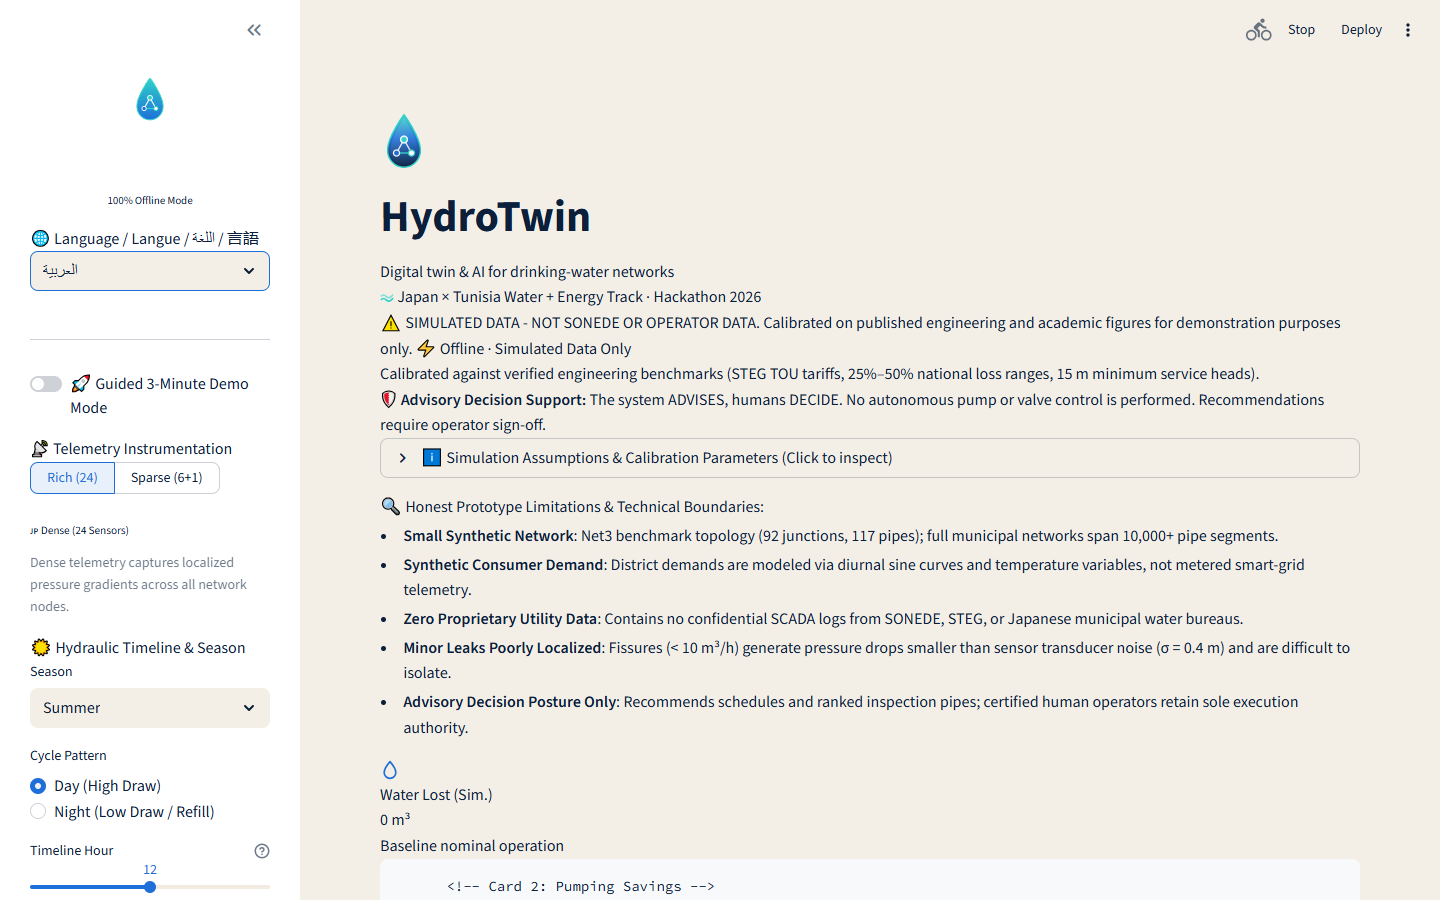 Stop
Deploy
100% Offline Mode
Language / Langue / اللغة / 言語
العربية
Guided 3-Minute Demo
Mode
Telemetry Instrumentation
Rich (24)
Sparse (6+1)
JP Dense (24 Sensors)
Dense telemetry captures localized
pressure gradients across all network
nodes.
Hydraulic Timeline & Season
Season
Summer
Cycle Pattern
Day (High Draw)
Night (Low Draw / Refill)
Timeline Hour
12
HydroTwin
Digital twin & AI for drinking-water networks
Japan × Tunisia Water + Energy Track · Hackathon 2026
⚠️ SIMULATED DATA - NOT SONEDE OR OPERATOR DATA. Calibrated on published engineering and academic figures for demonstration purposes
only. ⚡ Offline · Simulated Data Only
Calibrated against verified engineering benchmarks (STEG TOU tariffs, 25%–50% national loss ranges, 15 m minimum service heads).
Advisory Decision Support: The system ADVISES, humans DECIDE. No autonomous pump or valve control is performed. Recommendations
require operator sign-off.
Simulation Assumptions & Calibration Parameters (Click to inspect)
Honest Prototype Limitations & Technical Boundaries:
• Small Synthetic Network: Net3 benchmark topology (92 junctions, 117 pipes); full municipal networks span 10,000+ pipe segments.
• Synthetic Consumer Demand: District demands are modeled via diurnal sine curves and temperature variables, not metered smart-grid
telemetry.
• Zero Proprietary Utility Data: Contains no confidential SCADA logs from SONEDE, STEG, or Japanese municipal water bureaus.
• Minor Leaks Poorly Localized: Fissures (< 10 m³/h) generate pressure drops smaller than sensor transducer noise (σ = 0.4 m) and are difficult to
isolate.
• Advisory Decision Posture Only: Recommends schedules and ranked inspection pipes; certified human operators retain sole execution
authority.
Water Lost (Sim.)
0 m³
Baseline nominal operation
<!-- Card 2: Pumping Savings -->